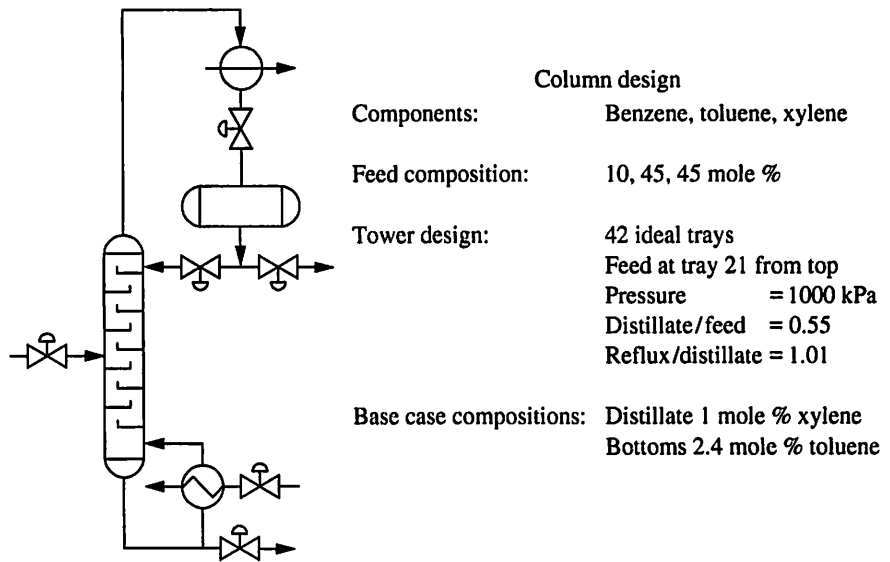 Column design
Components: Benzene, toluene, xylene
Feed composition: 10, 45, 45 mole %
Tower design: 42 ideal trays
Feed at tray 21 from top
Pressure = 1000 kPa
Distillate/feed = 0.55
Reflux/distillate = 1.01
Base case compositions: Distillate 1 mole % xylene
Bottoms 2.4 mole % toluene